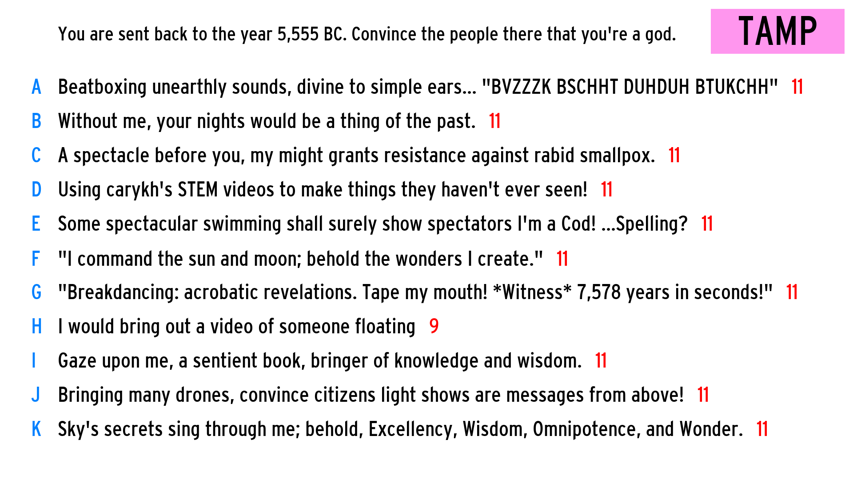 You are sent back to the year 5,555 BC. Convince the people there that you're a god.
TAMP
A Beatboxing unearthly sounds, divine to simple ears... "BVZZZK BSCHHT DUHDUH BTUKCHH" 11
B Without me, your nights would be a thing of the past. 11
C A spectacle before you, my might grants resistance against rabid smallpox. 11
D Using carykh's STEM videos to make things they haven't ever seen! 11
E Some spectacular swimming shall surely show spectators I'm a Cod! ...Spelling? 11
F "I command the sun and moon; behold the wonders I create." 11
G "Breakdancing: acrobatic revelations. Tape my mouth! *Witness* 7,578 years in seconds!" 11
H I would bring out a video of someone floating 9
I Gaze upon me, a sentient book, bringer of knowledge and wisdom. 11
J Bringing many drones, convince citizens light shows are messages from above! 11
K Sky's secrets sing through me; behold, Excellency, Wisdom, Omnipotence, and Wonder. 11